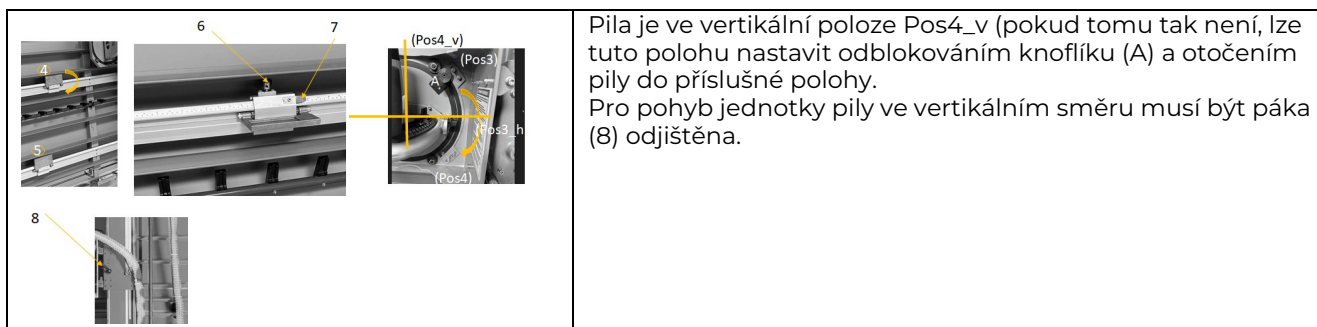 6
7
4
5
(Pos4_v)
(Pos3)
A
(Pos3_h
(Pos4)
8
Pila je ve vertikální poloze Pos4_v (pokud tomu tak není, lze
tuto polohu nastavit odblokováním knoflíku (A) a otočením
pily do příslušné polohy.
Pro pohyb jednotky pily ve vertikálním směru musí být páka
(8) odjištěna.